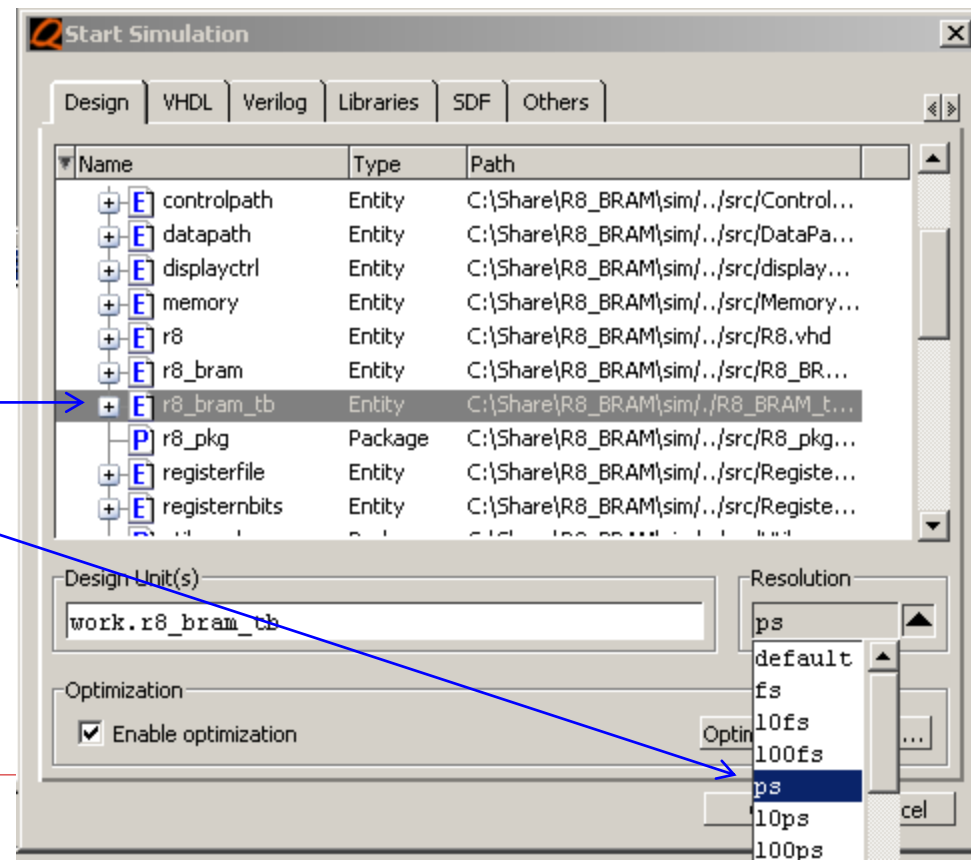 Start Simulation
Design VHDL Verilog Libraries SDF Others
Name Type Path
controlpath Entity C:\Share\R8_BRAM\sim/../src/Control...
datapath Entity C:\Share\R8_BRAM\sim/../src/DataPa...
displayctrl Entity C:\Share\R8_BRAM\sim/../src/display...
memory Entity C:\Share\R8_BRAM\sim/../src/Memory...
r8 Entity C:\Share\R8_BRAM\sim/../src/R8.vhd
r8_bram Entity C:\Share\R8_BRAM\sim/../src/R8_BR...
r8_bram_tb Entity C:\Share\R8_BRAM\sim/./R8_BRAM_t...
r8_pkg Package C:\Share\R8_BRAM\sim/../src/R8_pkg...
registerfile Entity C:\Share\R8_BRAM\sim/../src/Registe...
registernbits Entity C:\Share\R8_BRAM\sim/../src/Registe...
Design Unit(s) Resolution
work.r8_bram_tb ps
default
Optimization fs
Enable optimization Optim 10fs ...
100fs
ps
10ps cel
100ps